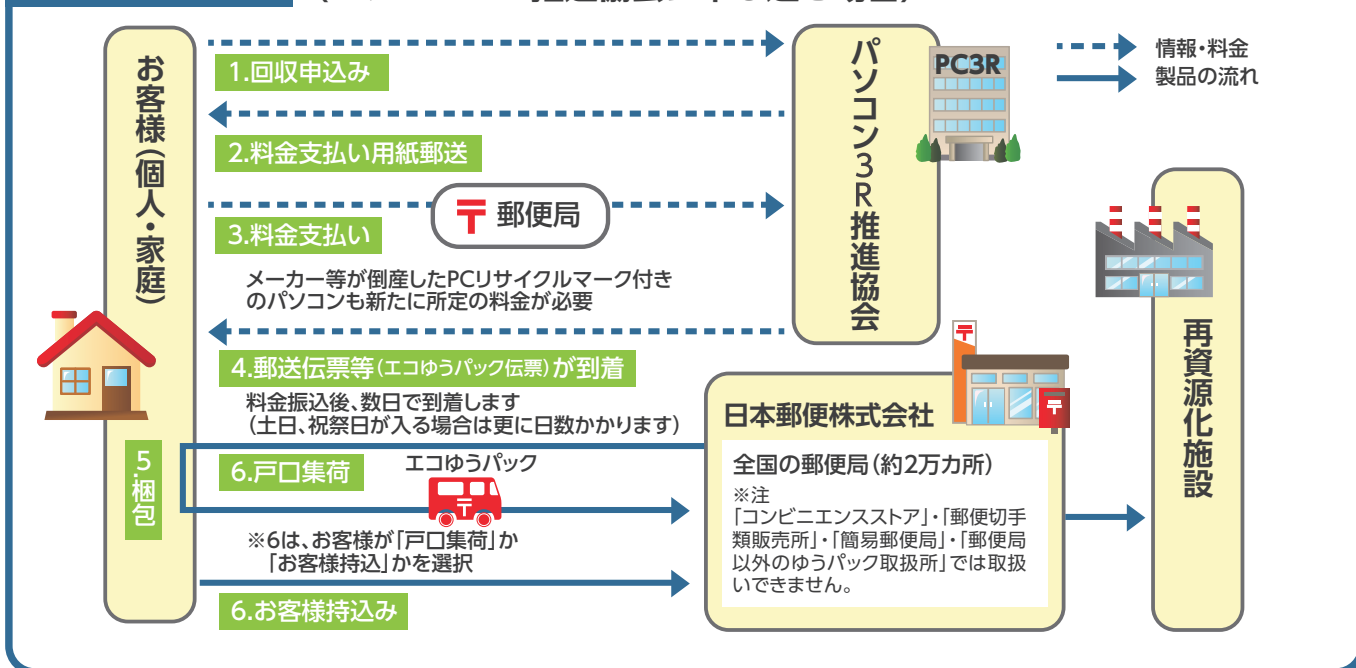 お客様(個人・家庭)
1.回収申込み
2.料金支払い用紙郵送
3.料金支払い
〒郵便局
メーカー等が倒産したPCリサイクルマーク付き
のパソコンも新たに所定の料金が必要
4.郵送伝票等(エコゆうパック伝票)が到着
料金振込後、数日で到着します
(土日、祝祭日が入る場合は更に日数かかります)
5.梱包
6.戸口集荷
エコゆうパック
〒
※6は、お客様が「戸口集荷」か
「お客様持込」かを選択
6.お客様持込み
パソコン3R推進協会
PC3R
情報・料金
製品の流れ
〒
〒
日本郵便株式会社
全国の郵便局(約2万カ所)
※注
「コンビニエンスストア」・「郵便切手
類販売所」・「簡易郵便局」・「郵便局
以外のゆうパック取扱所」では取扱
いできません。
再資源化施設